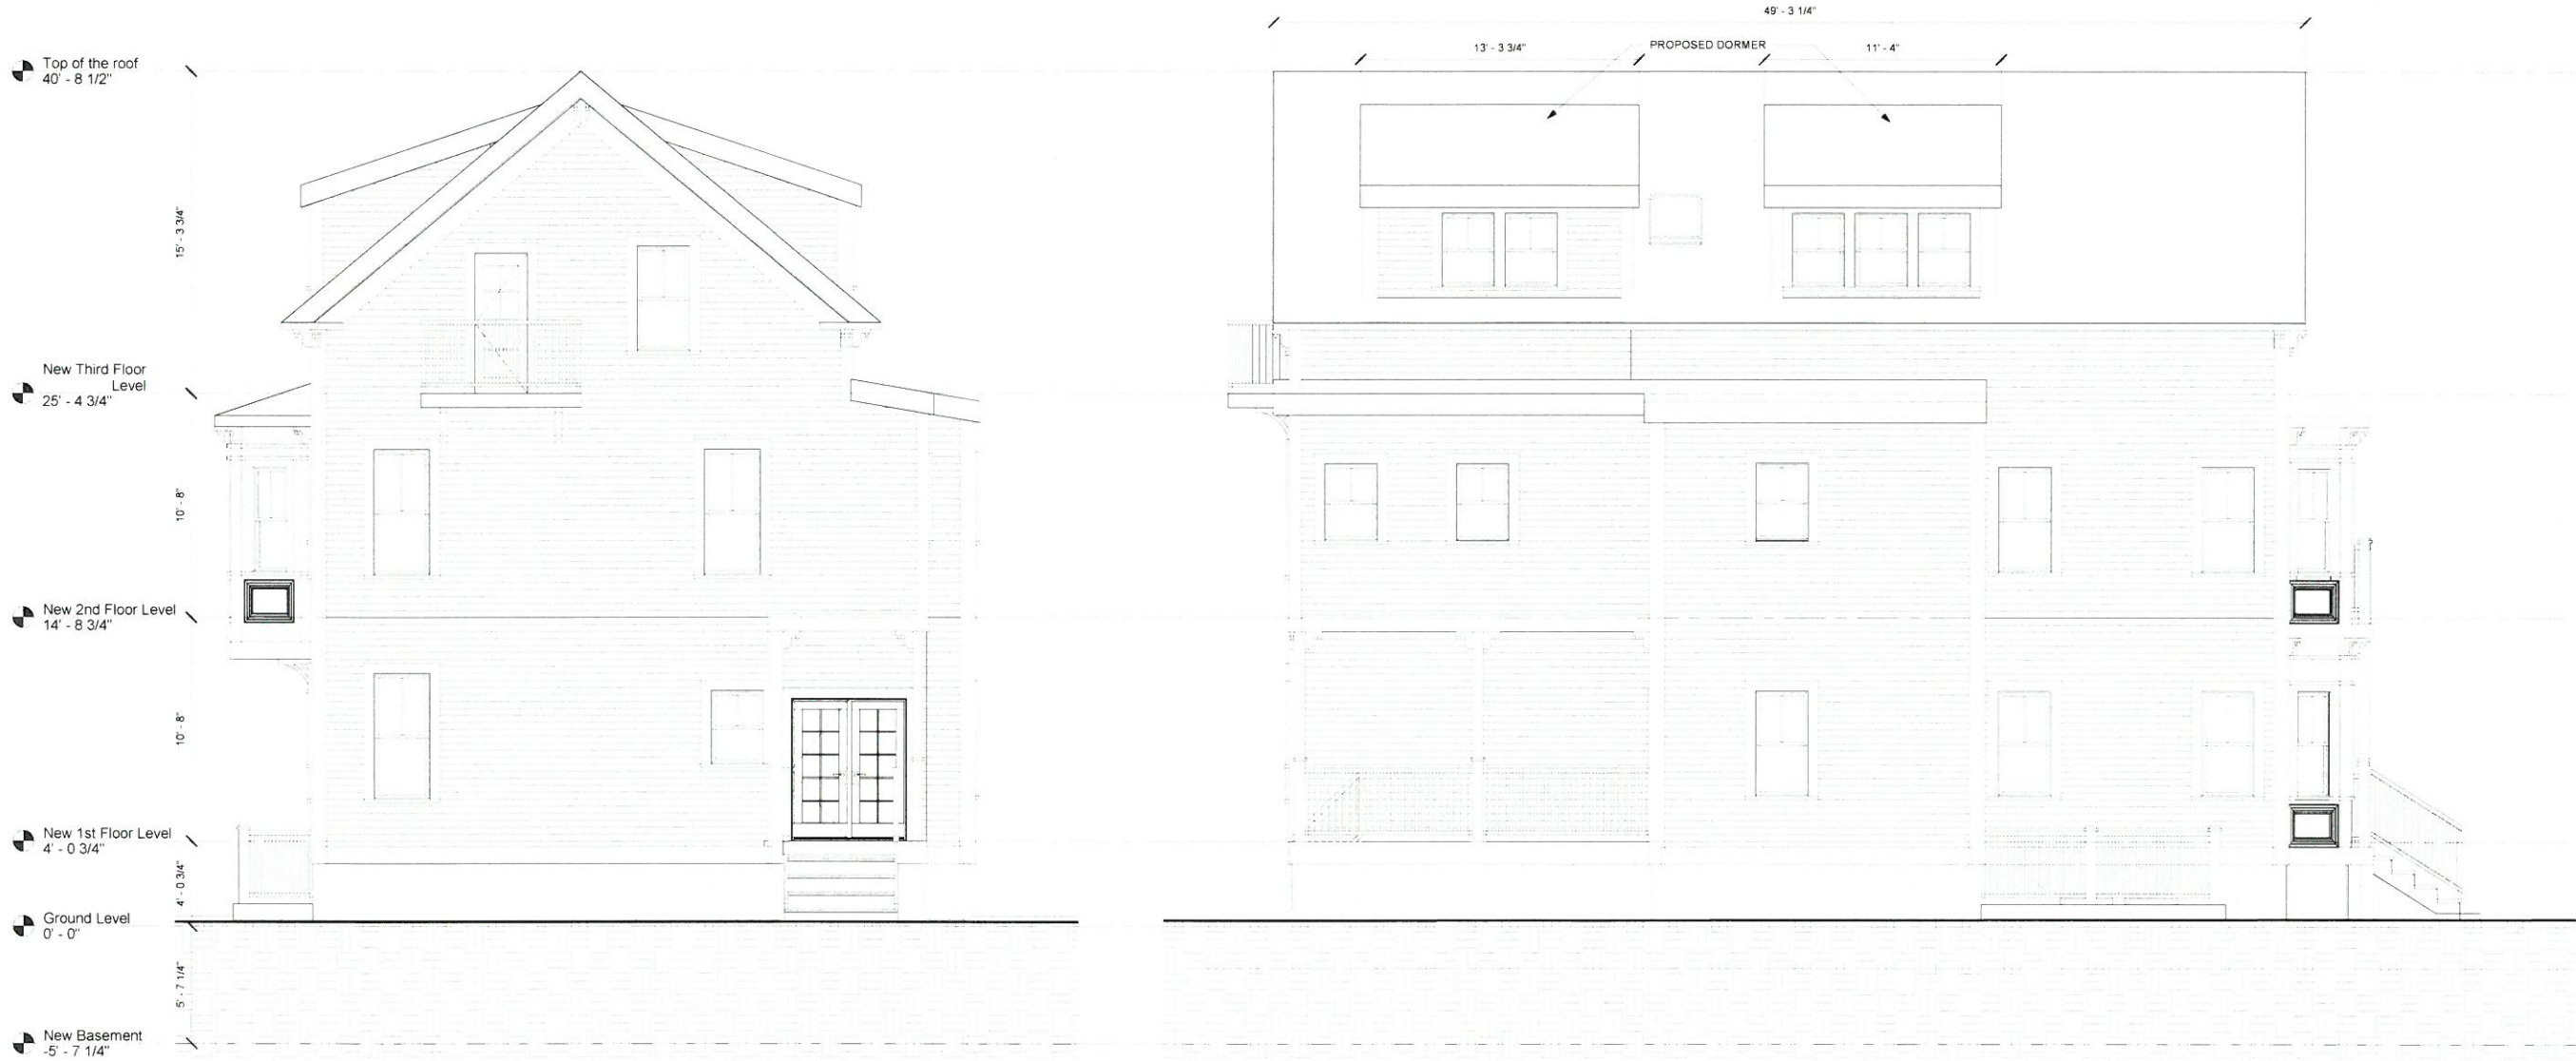 49' - 3 1/4"
13' - 3 3/4"
PROPOSED DORMER
11' - 4"
Top of the roof
40' - 8 1/2"
15' - 3 3/4"
New Third Floor
Level
25' - 4 3/4"
10' - 8"
New 2nd Floor Level
14' - 8 3/4"
10' - 8"
New 1st Floor Level
4' - 0 3/4"
4' - 0 3/4"
Ground Level
0' - 0"
5' - 7 1/4"
New Basement
-5' - 7 1/4"